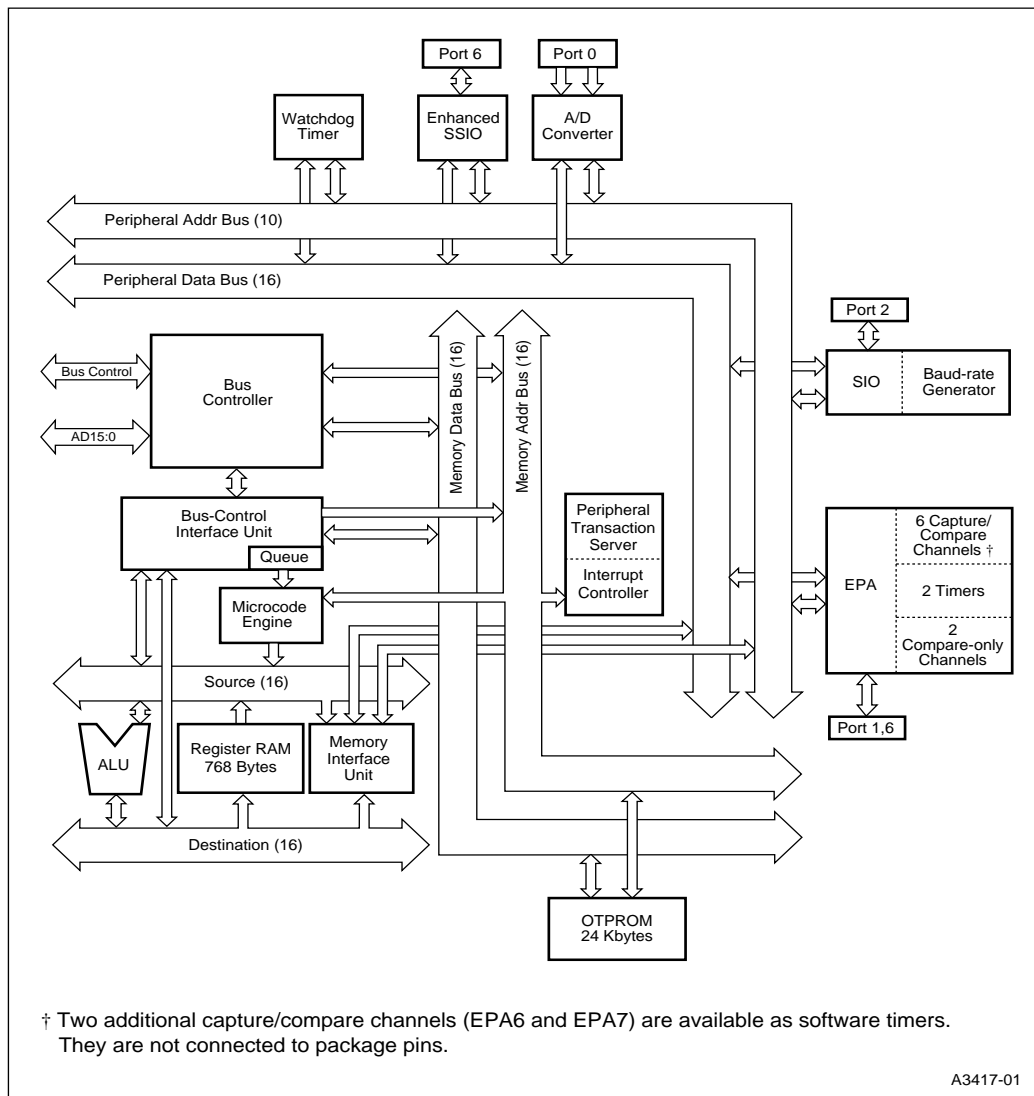 Port 6
Port 0
Watchdog
Timer
Enhanced
SSIO
A/D
Converter
Peripheral Addr Bus (10)
Peripheral Data Bus (16)
Port 2
Bus Control
Bus
Controller
Memory Data Bus (16)
Memory Addr Bus (16)
SIO
Baud-rate
Generator
AD15:0
Bus-Control
Interface Unit
Queue
Peripheral
Transaction
Server
Interrupt
Controller
6 Capture/
Compare
Channels †
EPA
2 Timers
2
Compare-only
Channels
Microcode
Engine
Source (16)
Port 1,6
ALU
Register RAM
768 Bytes
Memory
Interface
Unit
Destination (16)
OTPROM
24 Kbytes
† Two additional capture/compare channels (EPA6 and EPA7) are available as software timers.
They are not connected to package pins.
A3417-01